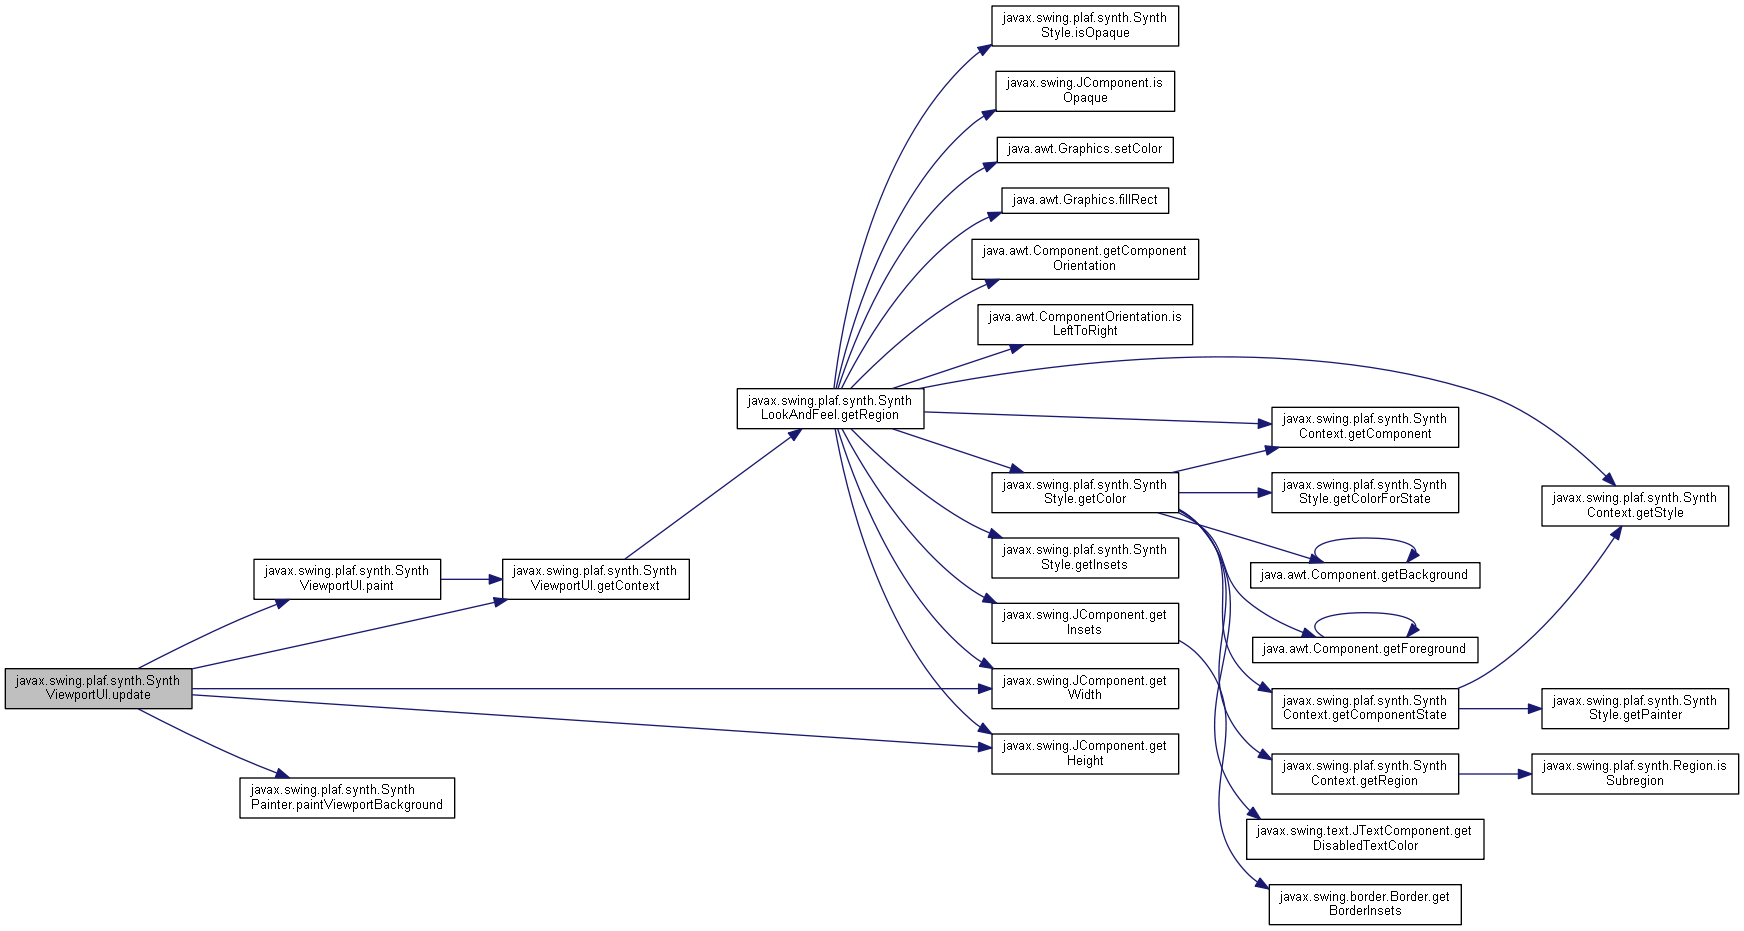 javax.swing.plaf.synth.Synth
Style.isOpaque
javax.swing.JComponent.is
Opaque
java.awt.Graphics.setColor
java.awt.Graphics.fillRect
java.awt.Component.getComponent
Orientation
java.awt.ComponentOrientation.is
LeftToRight
javax.swing.plaf.synth.Synth
LookAndFeel.getRegion
javax.swing.plaf.synth.Synth
Context.getComponent
javax.swing.plaf.synth.Synth
Style.getColor
javax.swing.plaf.synth.Synth
Style.getColorForState
javax.swing.plaf.synth.Synth
Context.getStyle
javax.swing.plaf.synth.Synth
Style.getInsets
java.awt.Component.getBackground
javax.swing.plaf.synth.Synth
ViewportUI.paint
javax.swing.plaf.synth.Synth
ViewportUI.getContext
javax.swing.JComponent.get
Insets
java.awt.Component.getForeground
javax.swing.plaf.synth.Synth
ViewportUI.update
javax.swing.JComponent.get
Width
javax.swing.plaf.synth.Synth
Context.getComponentState
javax.swing.plaf.synth.Synth
Style.getPainter
javax.swing.JComponent.get
Height
javax.swing.plaf.synth.Synth
Context.getRegion
javax.swing.plaf.synth.Region.is
Subregion
javax.swing.plaf.synth.Synth
Painter.paintViewportBackground
javax.swing.text.JTextComponent.get
DisabledTextColor
javax.swing.border.Border.get
BorderInsets